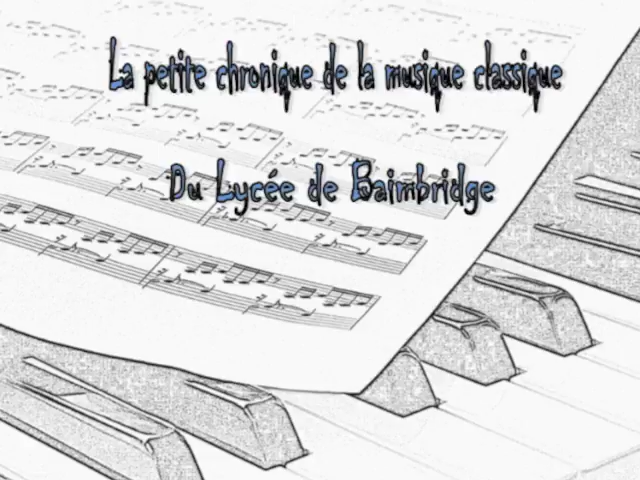 La petite chronique de la musique classique
Du Lycée de Baimbridge